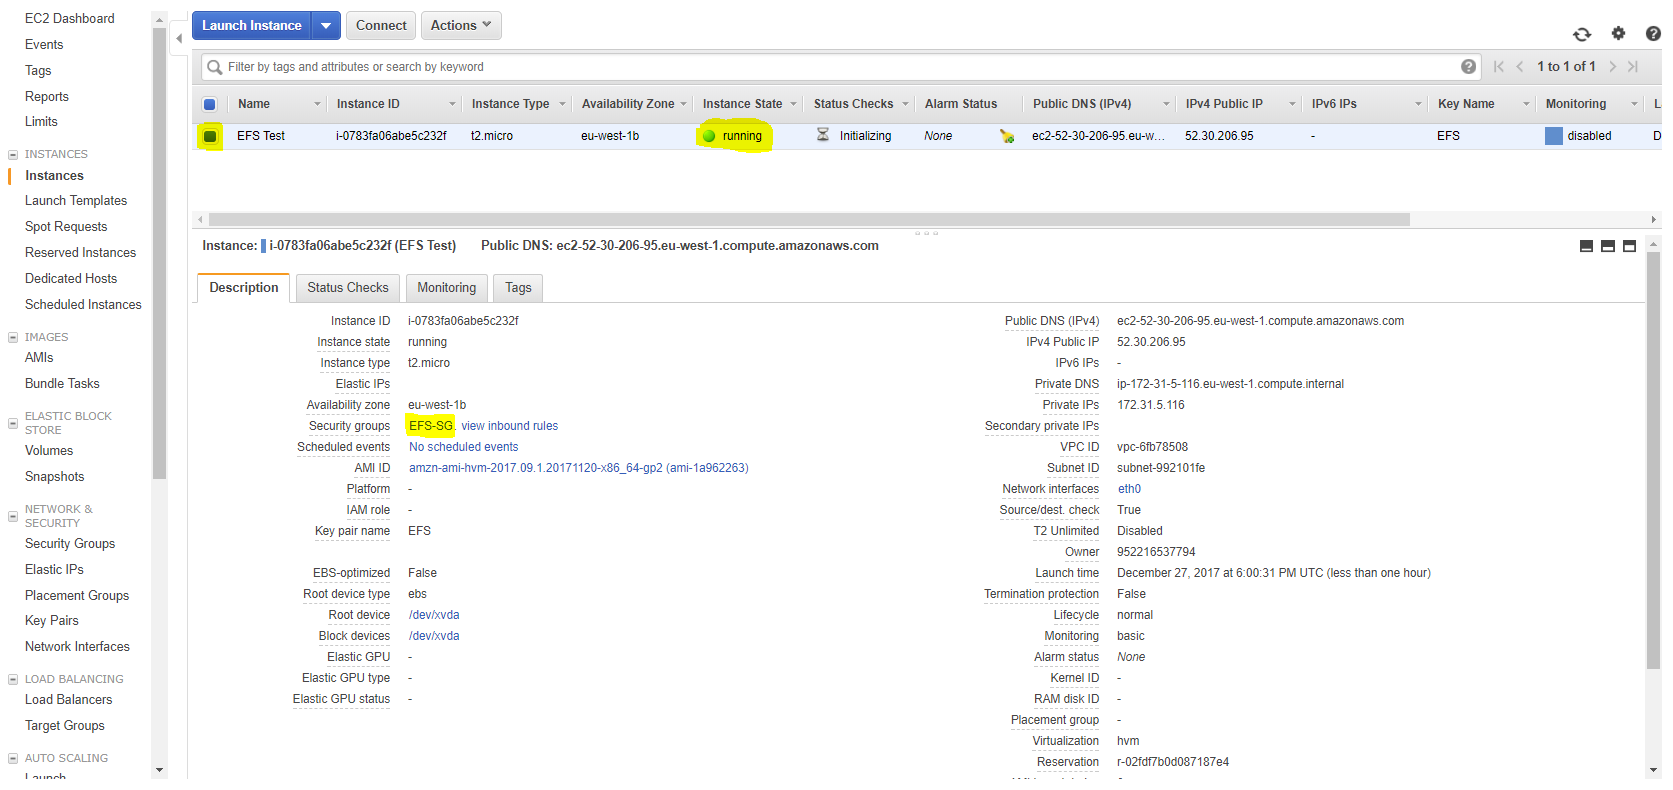 EC2 Dashboard
Events
Tags
Reports
Limits
INSTANCES
Instances
Launch Templates
Spot Requests
Reserved Instances
Dedicated Hosts
Scheduled Instances
IMAGES
AMIs
Bundle Tasks
ELASTIC BLOCK
STORE
Volumes
Snapshots
NETWORK &
SECURITY
Security Groups
Elastic IPs
Placement Groups
Key Pairs
Network Interfaces
LOAD BALANCING
Load Balancers
Target Groups
AUTO SCALING
Launch
Launch Instance Connect Actions
Filter by tags and attributes or search by keyword 1 to 1 of 1
Name Instance ID Instance Type Availability Zone Instance State Status Checks Alarm Status Public DNS (IPv4) IPv4 Public IP IPv6 IPs Key Name Monitoring L
EFS Test i-0783fa06abe5c232f t2.micro eu-west-1b running Initializing None ec2-52-30-206-95.eu-w... 52.30.206.95 - EFS disabled D
Instance: i-0783fa06abe5c232f (EFS Test) Public DNS: ec2-52-30-206-95.eu-west-1.compute.amazonaws.com
Description Status Checks Monitoring Tags
Instance ID i-0783fa06abe5c232f
Instance state running
Instance type t2.micro
Elastic IPs
Availability zone eu-west-1b
Security groups EFS-SG. view inbound rules
Scheduled events No scheduled events
AMI ID amzn-ami-hvm-2017.09.1.20171120-x86_64-gp2 (ami-1a962263)
Platform -
IAM role -
Key pair name EFS
EBS-optimized False
Root device type ebs
Root device /dev/xvda
Block devices /dev/xvda
Elastic GPU -
Elastic GPU type -
Elastic GPU status -
Public DNS (IPv4) ec2-52-30-206-95.eu-west-1.compute.amazonaws.com
IPv4 Public IP 52.30.206.95
IPv6 IPs -
Private DNS ip-172-31-5-116.eu-west-1.compute.internal
Private IPs 172.31.5.116
Secondary private IPs
VPC ID vpc-6fb78508
Subnet ID subnet-992101fe
Network interfaces eth0
Source/dest. check True
T2 Unlimited Disabled
Owner 952216537794
Launch time December 27, 2017 at 6:00:31 PM UTC (less than one hour)
Termination protection False
Lifecycle normal
Monitoring basic
Alarm status None
Kernel ID -
RAM disk ID -
Placement group -
Virtualization hvm
Reservation r-02fdf7b0d087187e4